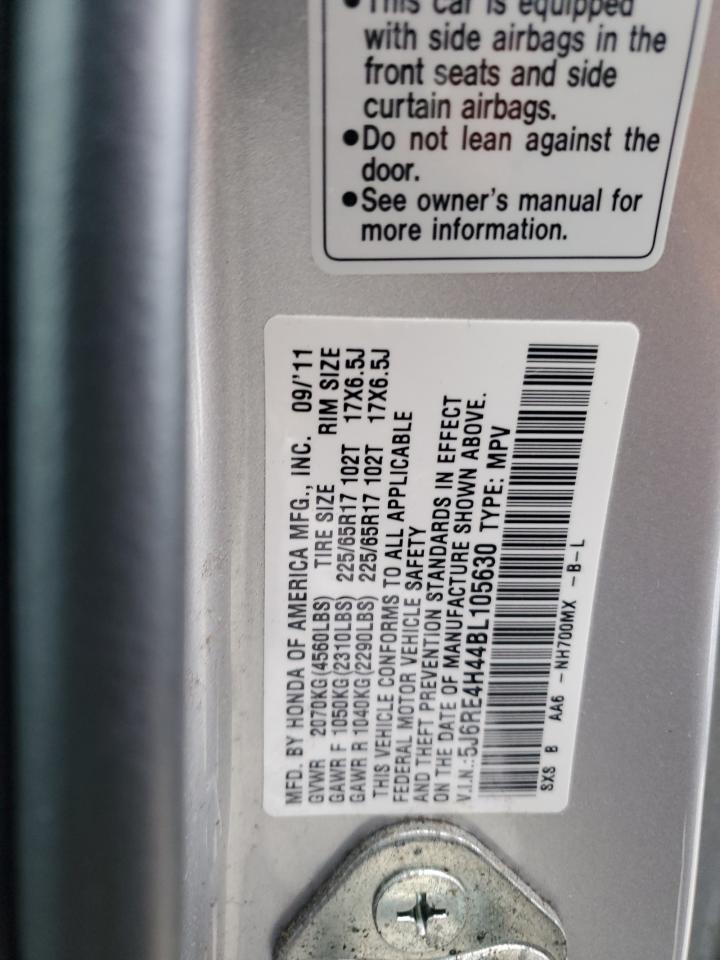 •This car is equipped
with side airbags in the
front seats and side
curtain airbags.
•Do not lean against the
door.
•See owner's manual for
more information.
MFD. BY HONDA OF AMERICA MFG., INC. 09/'11
GVWR 2070KG(4560LBS) TIRE SIZE RIM SIZE
GAWR F 1050KG(2310LBS) 225/65R17 102T 17X6.5J
GAWR R 1040KG(2290LBS) 225/65R17 102T 17X6.5J
THIS VEHICLE CONFORMS TO ALL APPLICABLE
FEDERAL MOTOR VEHICLE SAFETY
AND THEFT PREVENTION STANDARDS IN EFFECT
ON THE DATE OF MANUFACTURE SHOWN ABOVE.
V.I.N.:5J6RE4H44BL105630 TYPE: MPV
SXS B AA6 -NH700MX -B-L